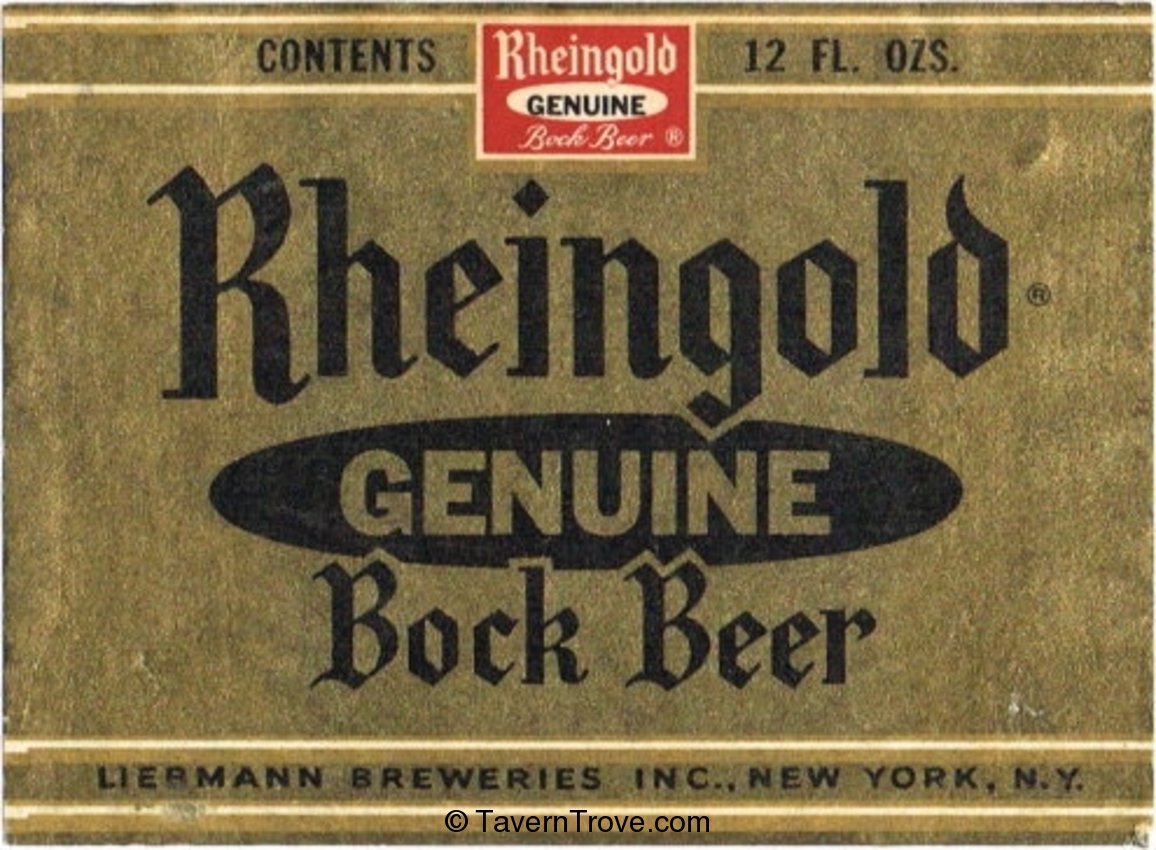 CONTENTS
Rheingold
GENUINE
Bock Beer ®
12 FL. OZS.
Rheingold®
GENUINE
Bock Beer
LIEBMANN BREWERIES INC., NEW YORK, N.Y.
© TavernTrove.com